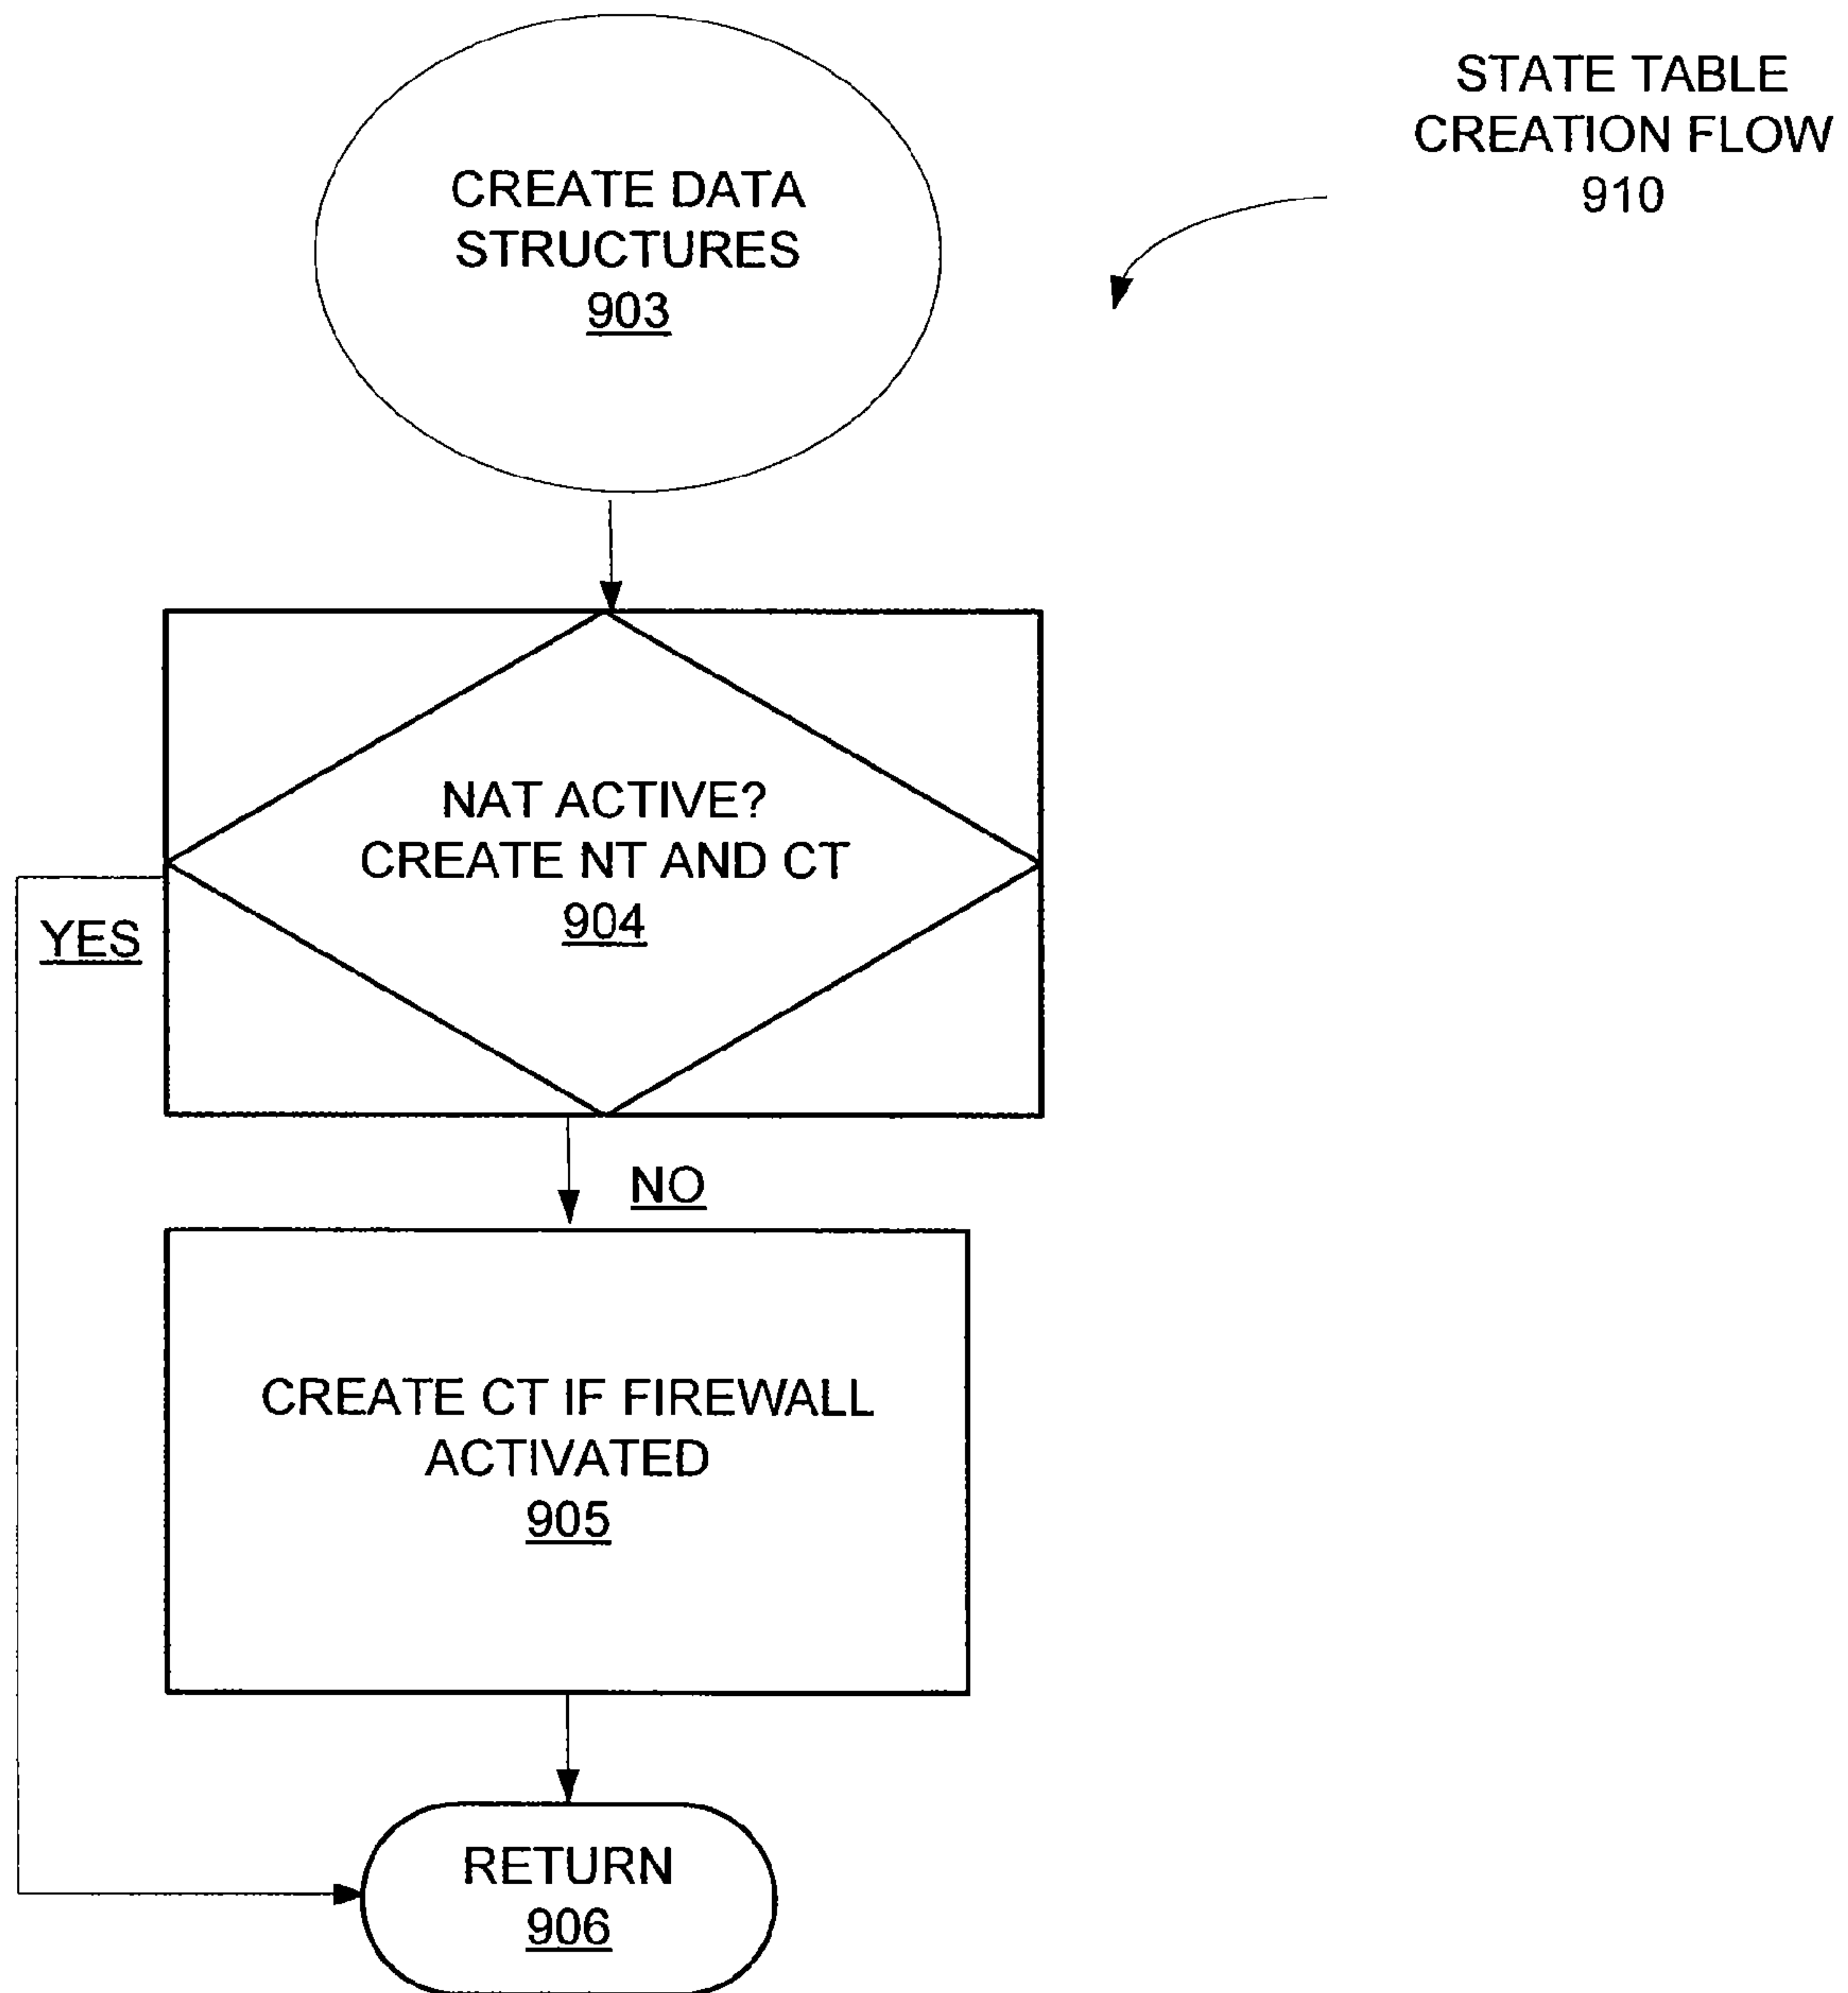 STATE TABLE
CREATION FLOW
910
CREATE DATA
STRUCTURES
903
NAT ACTIVE?
CREATE NT AND CT
904
YES
NO
CREATE CT IF FIREWALL
ACTIVATED
905
RETURN
906